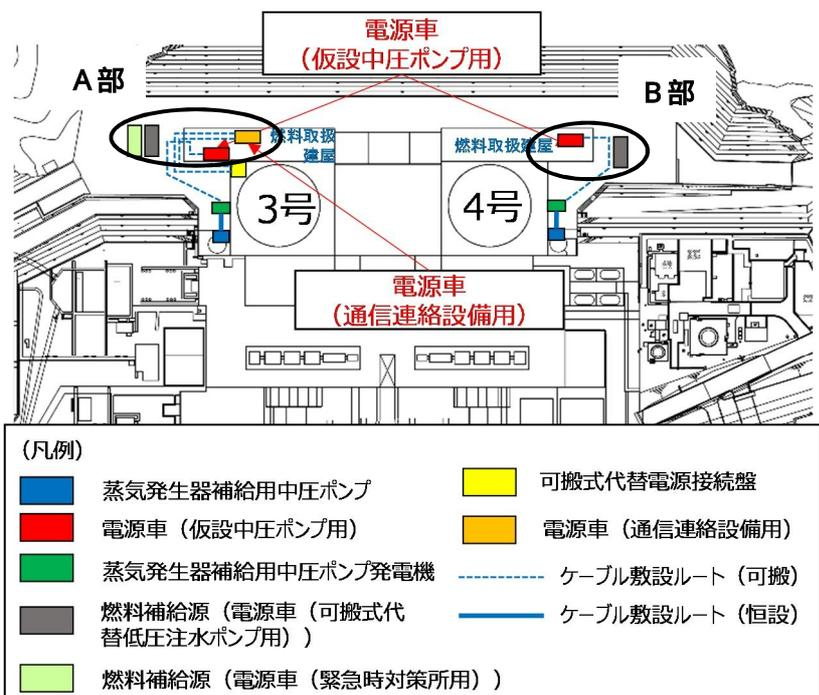 電源車
（仮設中圧ポンプ用）
A部
B部
燃料取扱
建屋
燃料取扱建屋
3号
4号
電源車
（通信連絡設備用）
（凡例）
蒸気発生器補給用中圧ポンプ
電源車（仮設中圧ポンプ用）
蒸気発生器補給用中圧ポンプ発電機
燃料補給源（電源車（可搬式代
替低圧注水ポンプ用））
燃料補給源（電源車（緊急時対策所用））
可搬式代替電源接続盤
電源車（通信連絡設備用）
ケーブル敷設ルート（可搬）
ケーブル敷設ルート（恒設）